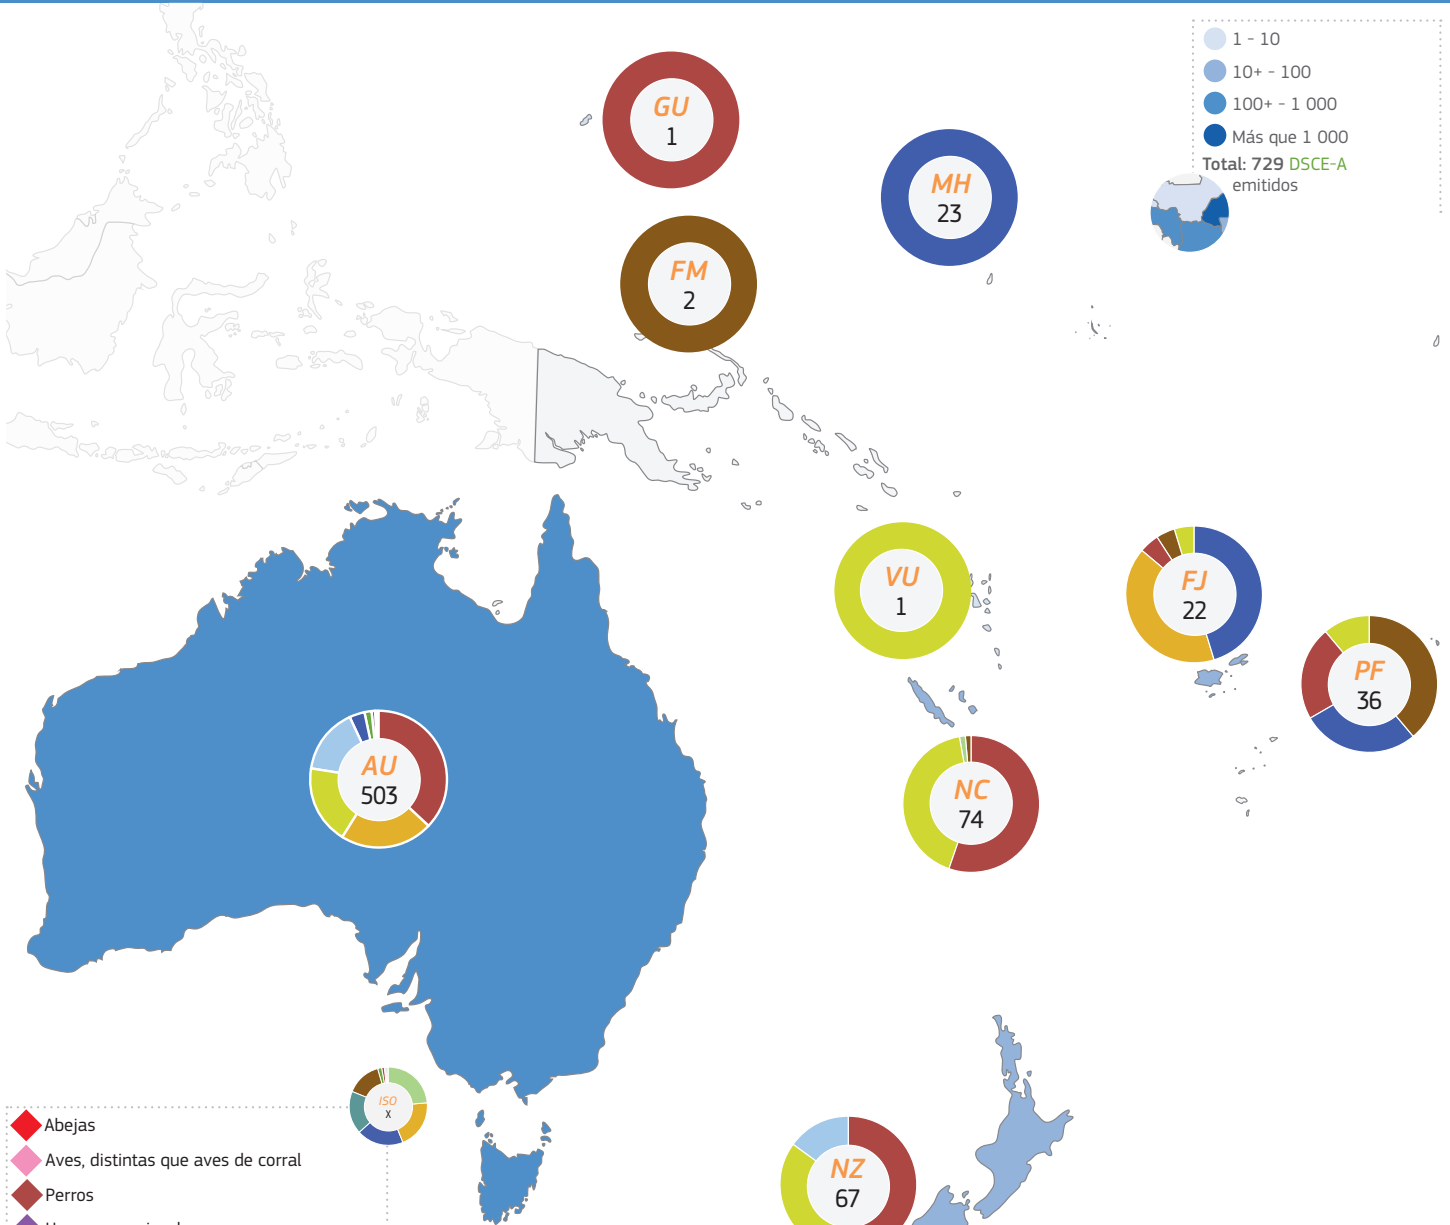 1 - 10
10+ - 100
100+ - 1 000
Más que 1 000
Total: 729 DSCE-A
emitidos
GU
1
MH
23
FM
2
VU
1
FJ
22
PF
36
AU
503
NC
74
ISO
X
NZ
67
Abejas
Aves, distintas que aves de corral
Perros